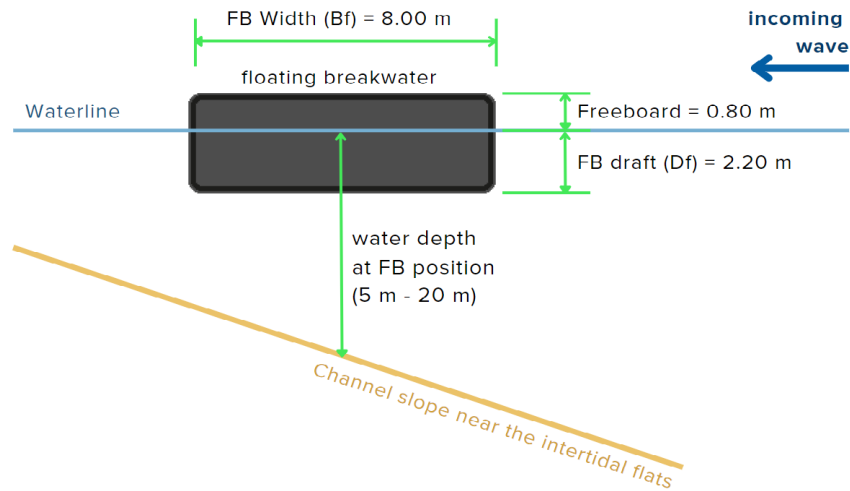 FB Width (Bf) = 8.00 m
incoming
wave
floating breakwater
Waterline
Freeboard = 0.80 m
FB draft (Df) = 2.20 m
water depth
at FB position
(5 m - 20 m)
Channel slope near the intertidal flats